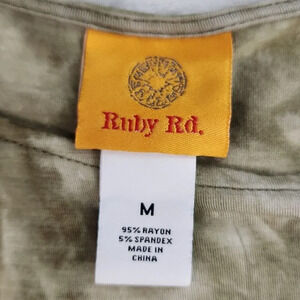 Ruby Rd.
M
95% RAYON
5% SPANDEX
MADE IN
CHINA